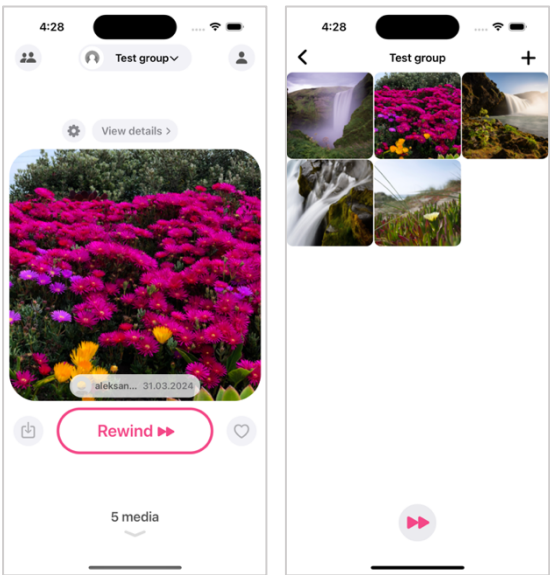 4:28
Test group
View details >
aleksan... 31.03.2024
Rewind
5 media
4:28
Test group